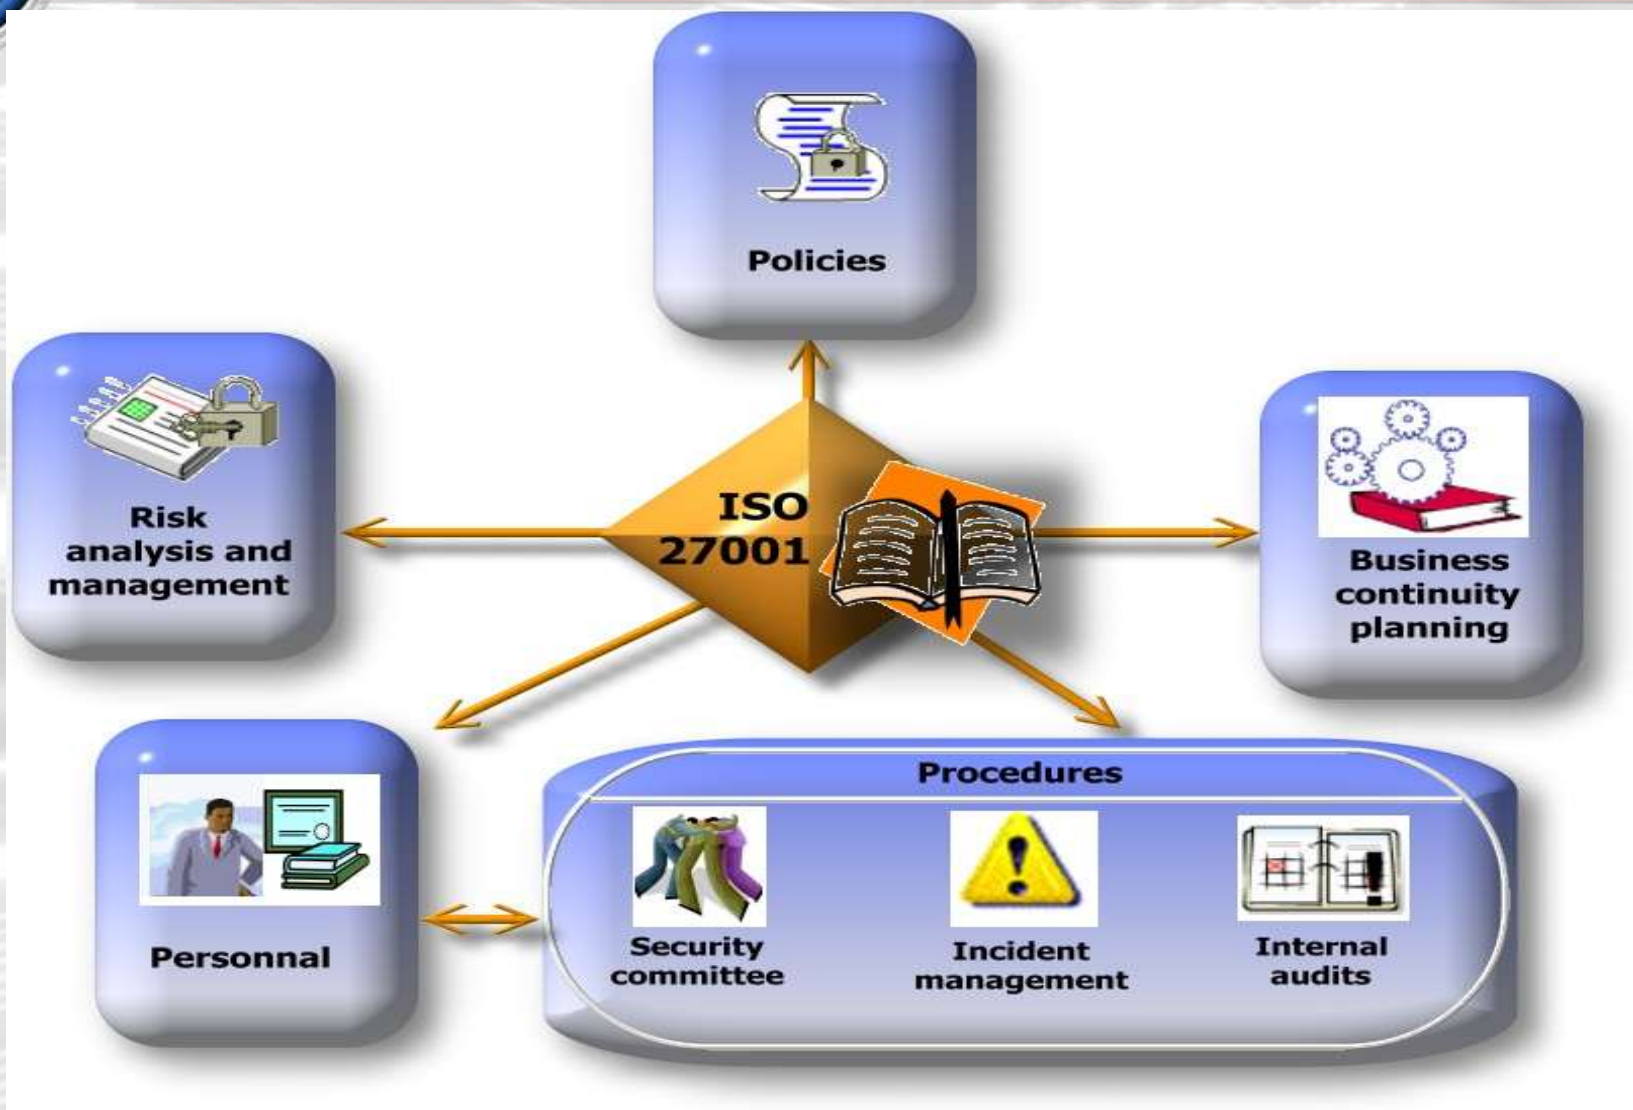 Policies
Risk
analysis and
management
ISO
27001
Business
continuity
planning
Personnal
Procedures
Security
committee
Incident
management
Internal
audits